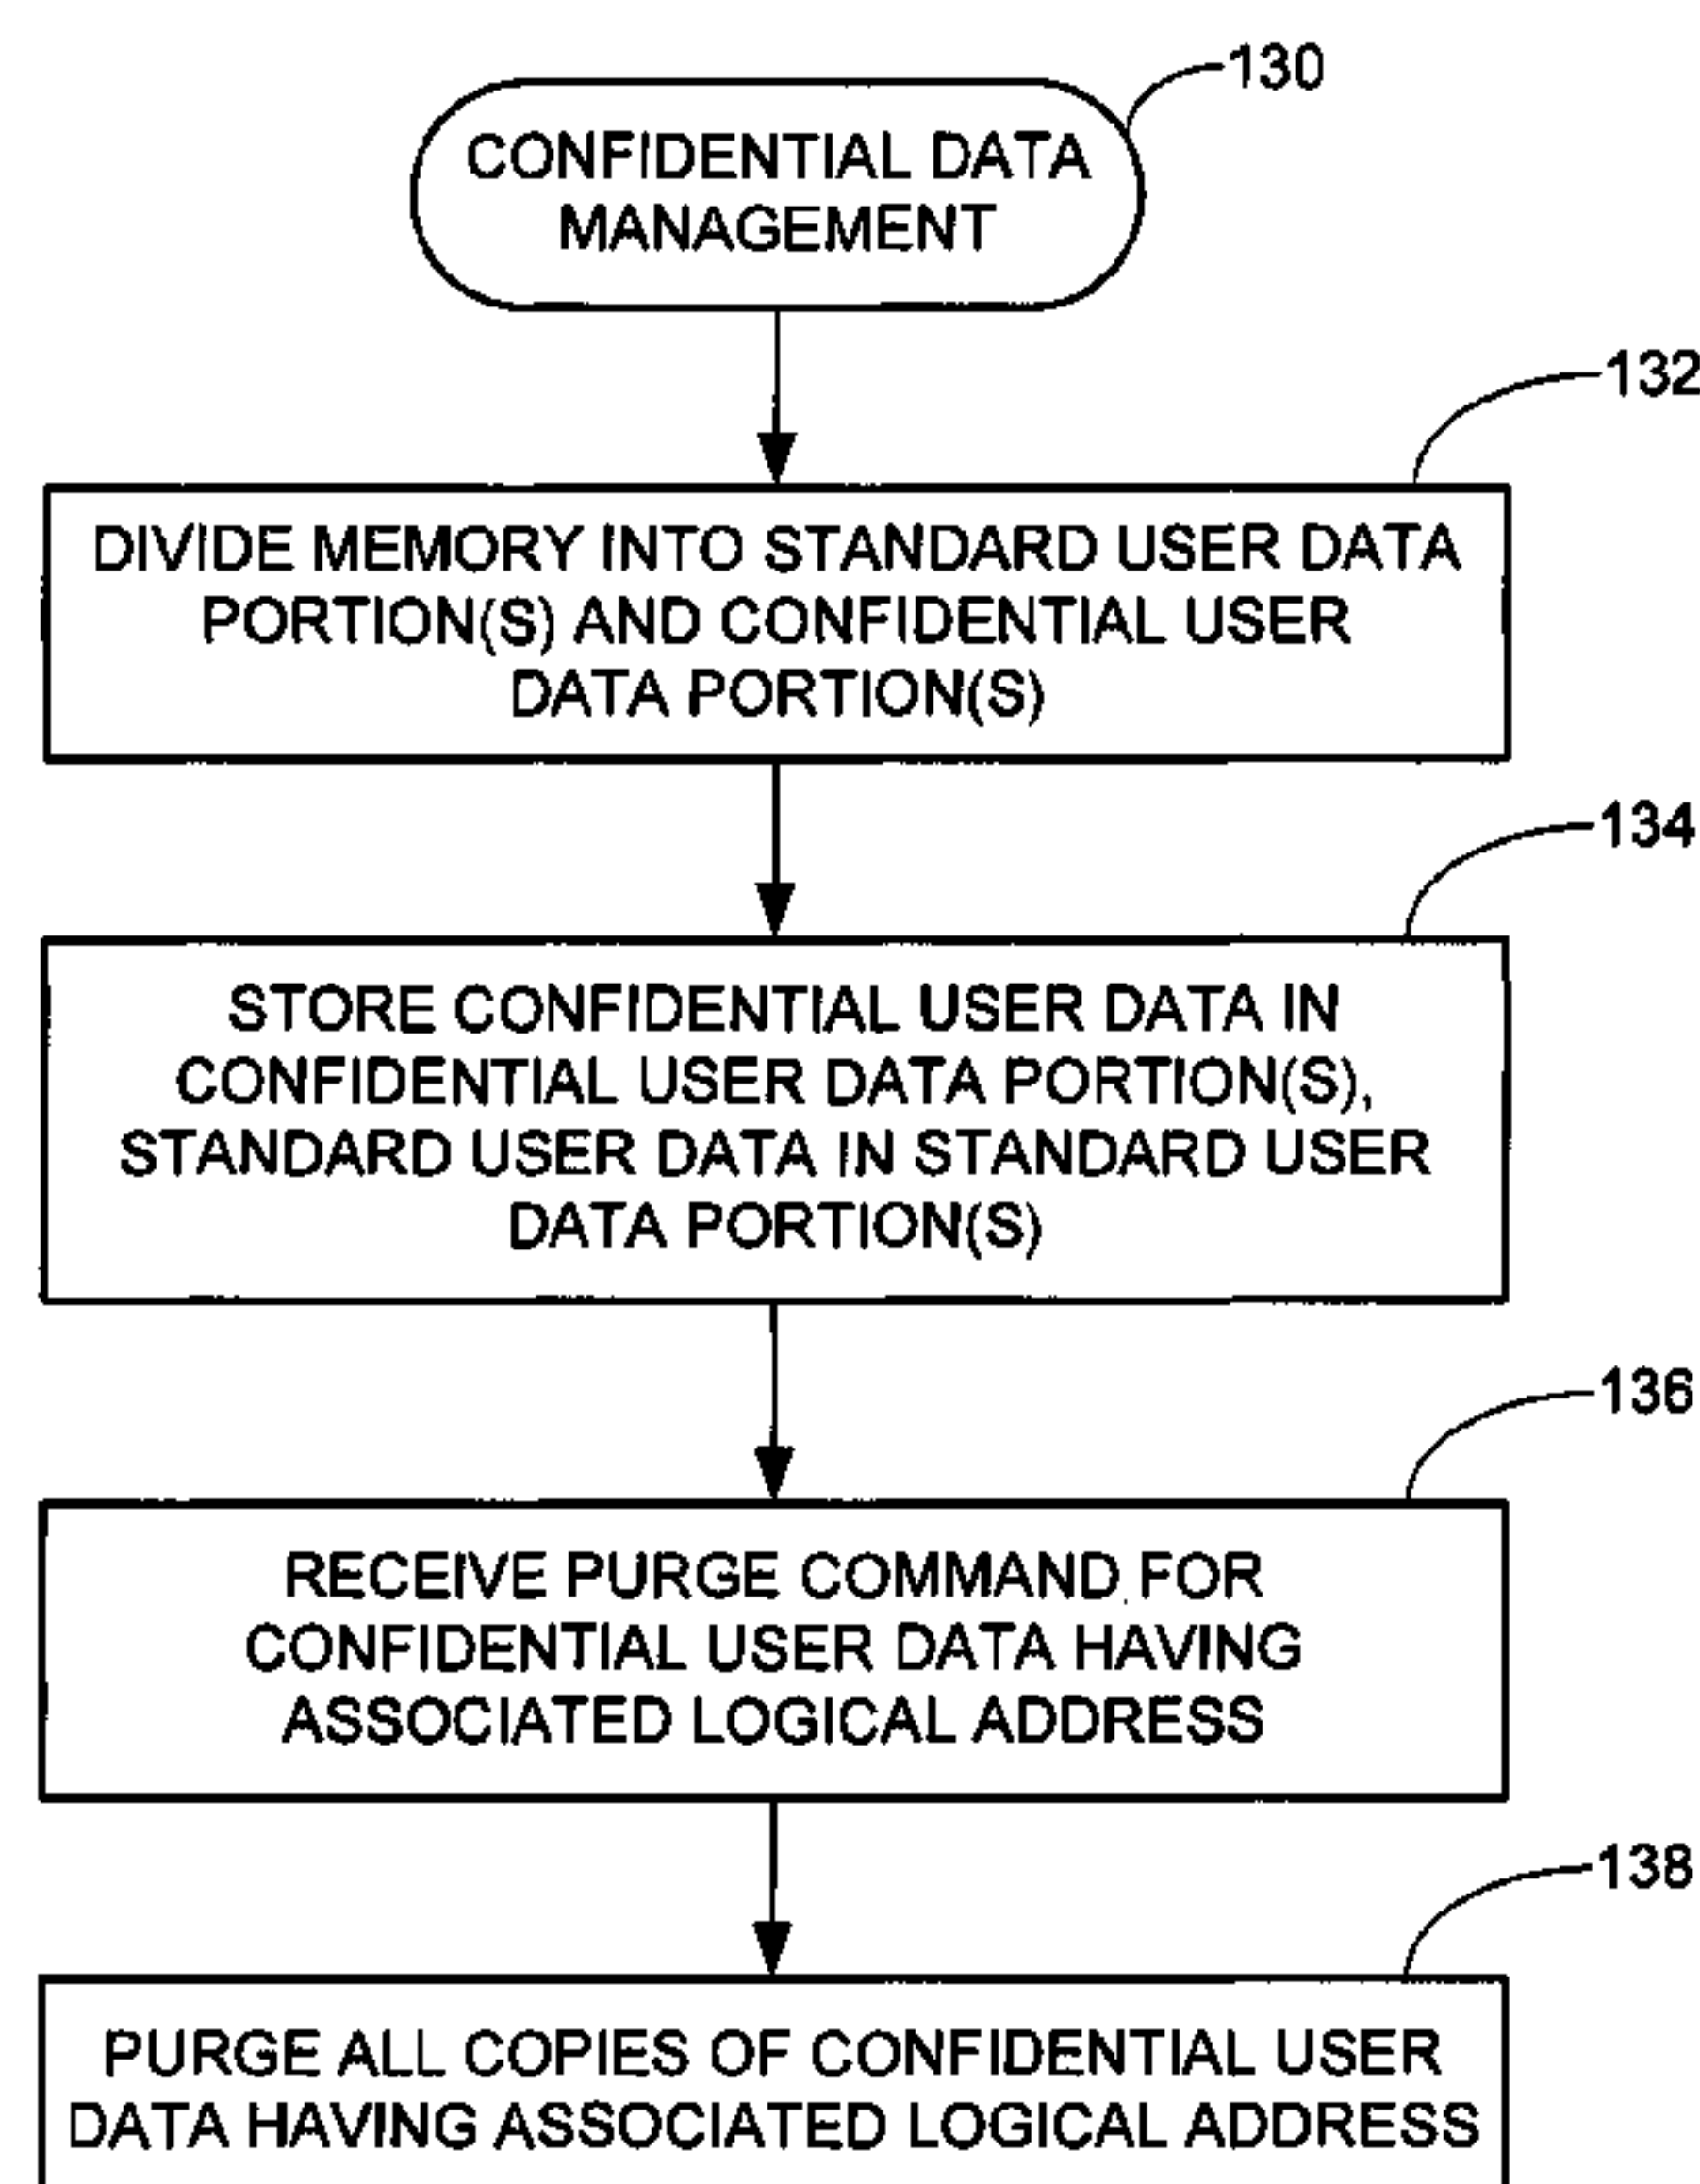 130
CONFIDENTIAL DATA
MANAGEMENT
132
DIVIDE MEMORY INTO STANDARD USER DATA
PORTION(S) AND CONFIDENTIAL USER
DATA PORTION(S)
134
STORE CONFIDENTIAL USER DATA IN
CONFIDENTIAL USER DATA PORTION(S),
STANDARD USER DATA IN STANDARD USER
DATA PORTION(S)
136
RECEIVE PURGE COMMAND FOR
CONFIDENTIAL USER DATA HAVING
ASSOCIATED LOGICAL ADDRESS
138
PURGE ALL COPIES OF CONFIDENTIAL USER
DATA HAVING ASSOCIATED LOGICAL ADDRESS